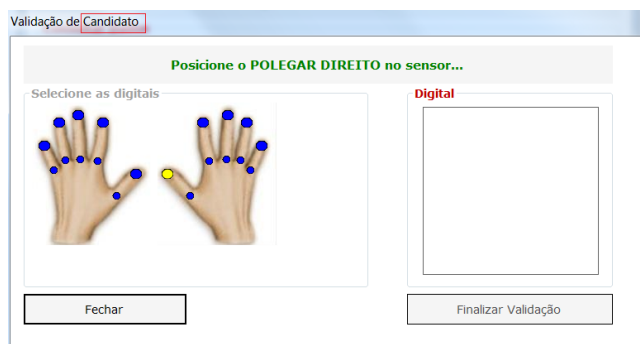 Validação de Candidato
Posicione o POLEGAR DIREITO no sensor...
Selecione as digitais
Digital
Fechar
Finalizar Validação